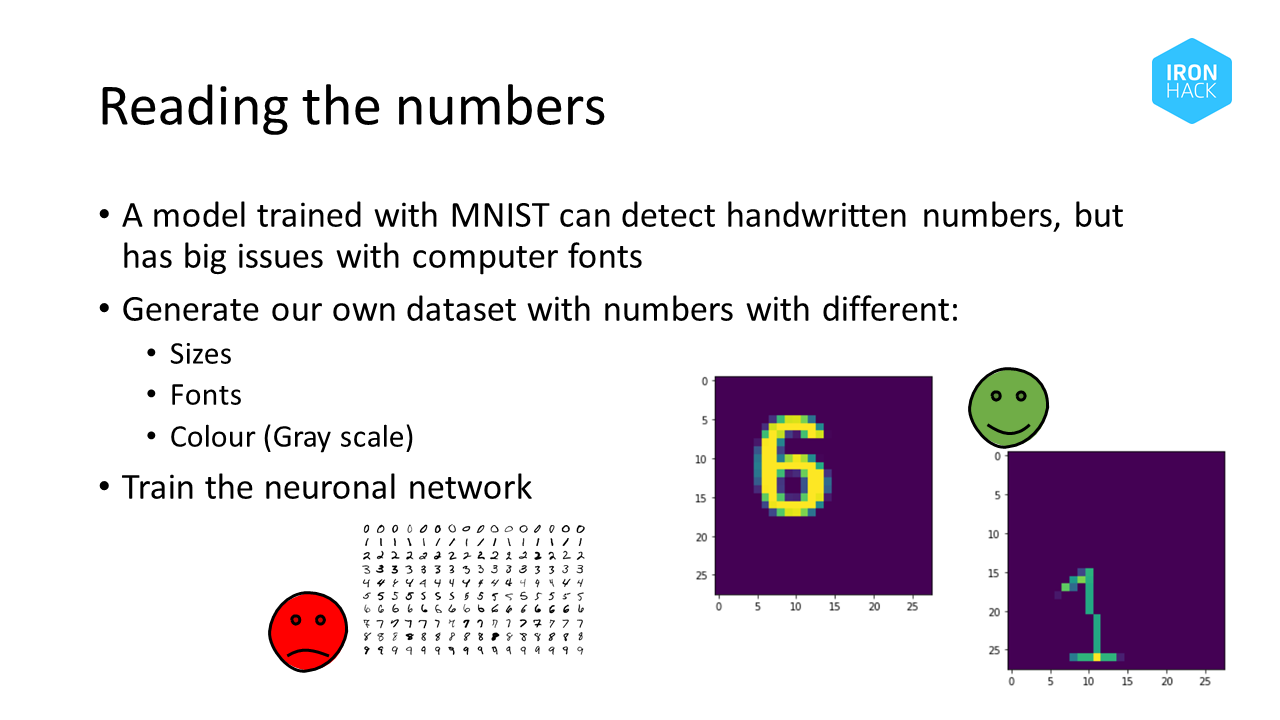 IRON
HACK
Reading the numbers
• A model trained with MNIST can detect handwritten numbers, but
has big issues with computer fonts
• Generate our own dataset with numbers with different:
• Sizes
• Fonts
• Colour (Gray scale)
• Train the neuronal network
0 0 0 0 0 0 0 0 0 0 0 0 0 0 0 0
1 1 1 1 1 1 1 1 1 1 1 1 1 1 1 1
2 2 2 2 2 2 2 2 2 2 2 2 2 2 2 2
3 3 3 3 3 3 3 3 3 3 3 3 3 3 3 3
4 4 4 4 4 4 4 4 4 4 4 4 4 4 4 4
5 5 5 5 5 5 5 5 5 5 5 5 5 5 5 5
6 6 6 6 6 6 6 6 6 6 6 6 6 6 6 6
7 7 7 7 7 7 7 7 7 7 7 7 7 7 7 7
8 8 8 8 8 8 8 8 8 8 8 8 8 8 8 8
9 9 9 9 9 9 9 9 9 9 9 9 9 9 9 9
0
5
10
15
20
25
6
0 5 10 15 20 25
0
5
10
15
20
25
1
0 5 10 15 20 25